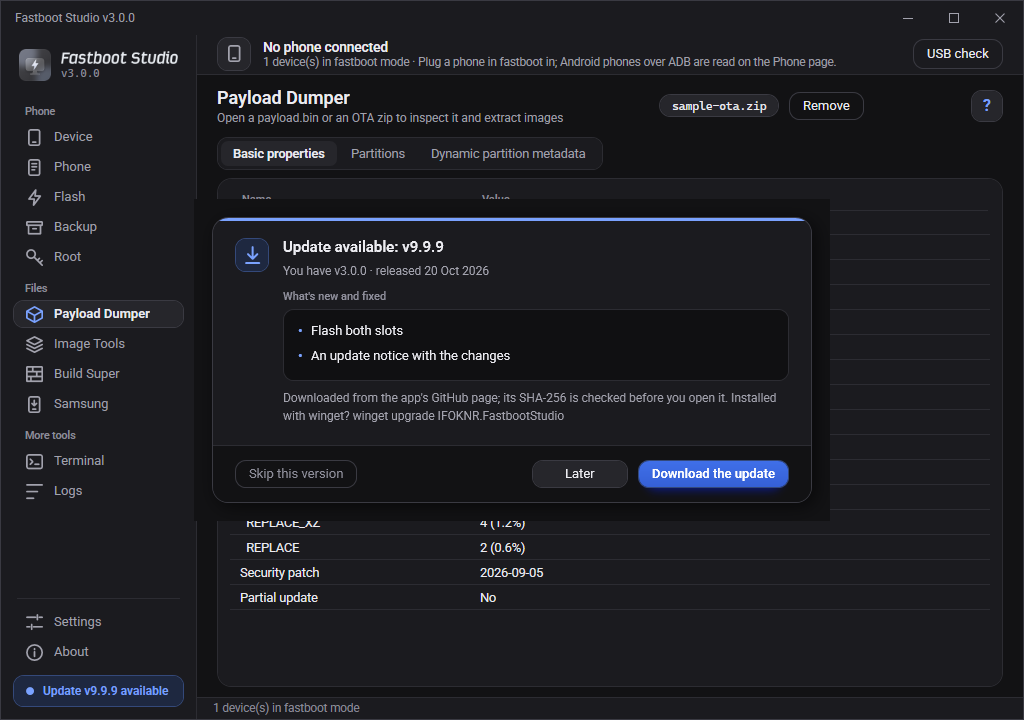 Fastboot Studio v3.0.0
Fastboot Studio
v3.0.0
Phone
Device
Phone
Flash
Backup
Root
Files
Payload Dumper
Image Tools
Build Super
Samsung
More tools
Terminal
Logs
Settings
About
Update v9.9.9 available
No phone connected
1 device(s) in fastboot mode · Plug a phone in fastboot in; Android phones over ADB are read on the Phone page.
USB check
Payload Dumper
Open a payload.bin or an OTA zip to inspect it and extract images
sample-ota.zip
Remove
?
Basic properties
Partitions
Dynamic partition metadata
Name
Value
Update available: v9.9.9
You have v3.0.0 · released 20 Oct 2026
What's new and fixed
• Flash both slots
• An update notice with the changes
Downloaded from the app's GitHub page; its SHA-256 is checked before you open it. Installed
with winget? winget upgrade IFOKNR.FastbootStudio
Skip this version
Later
Download the update
REPLACE_XZ 4 (1.2%)
REPLACE 2 (0.6%)
Security patch 2026-09-05
Partial update No
1 device(s) in fastboot mode